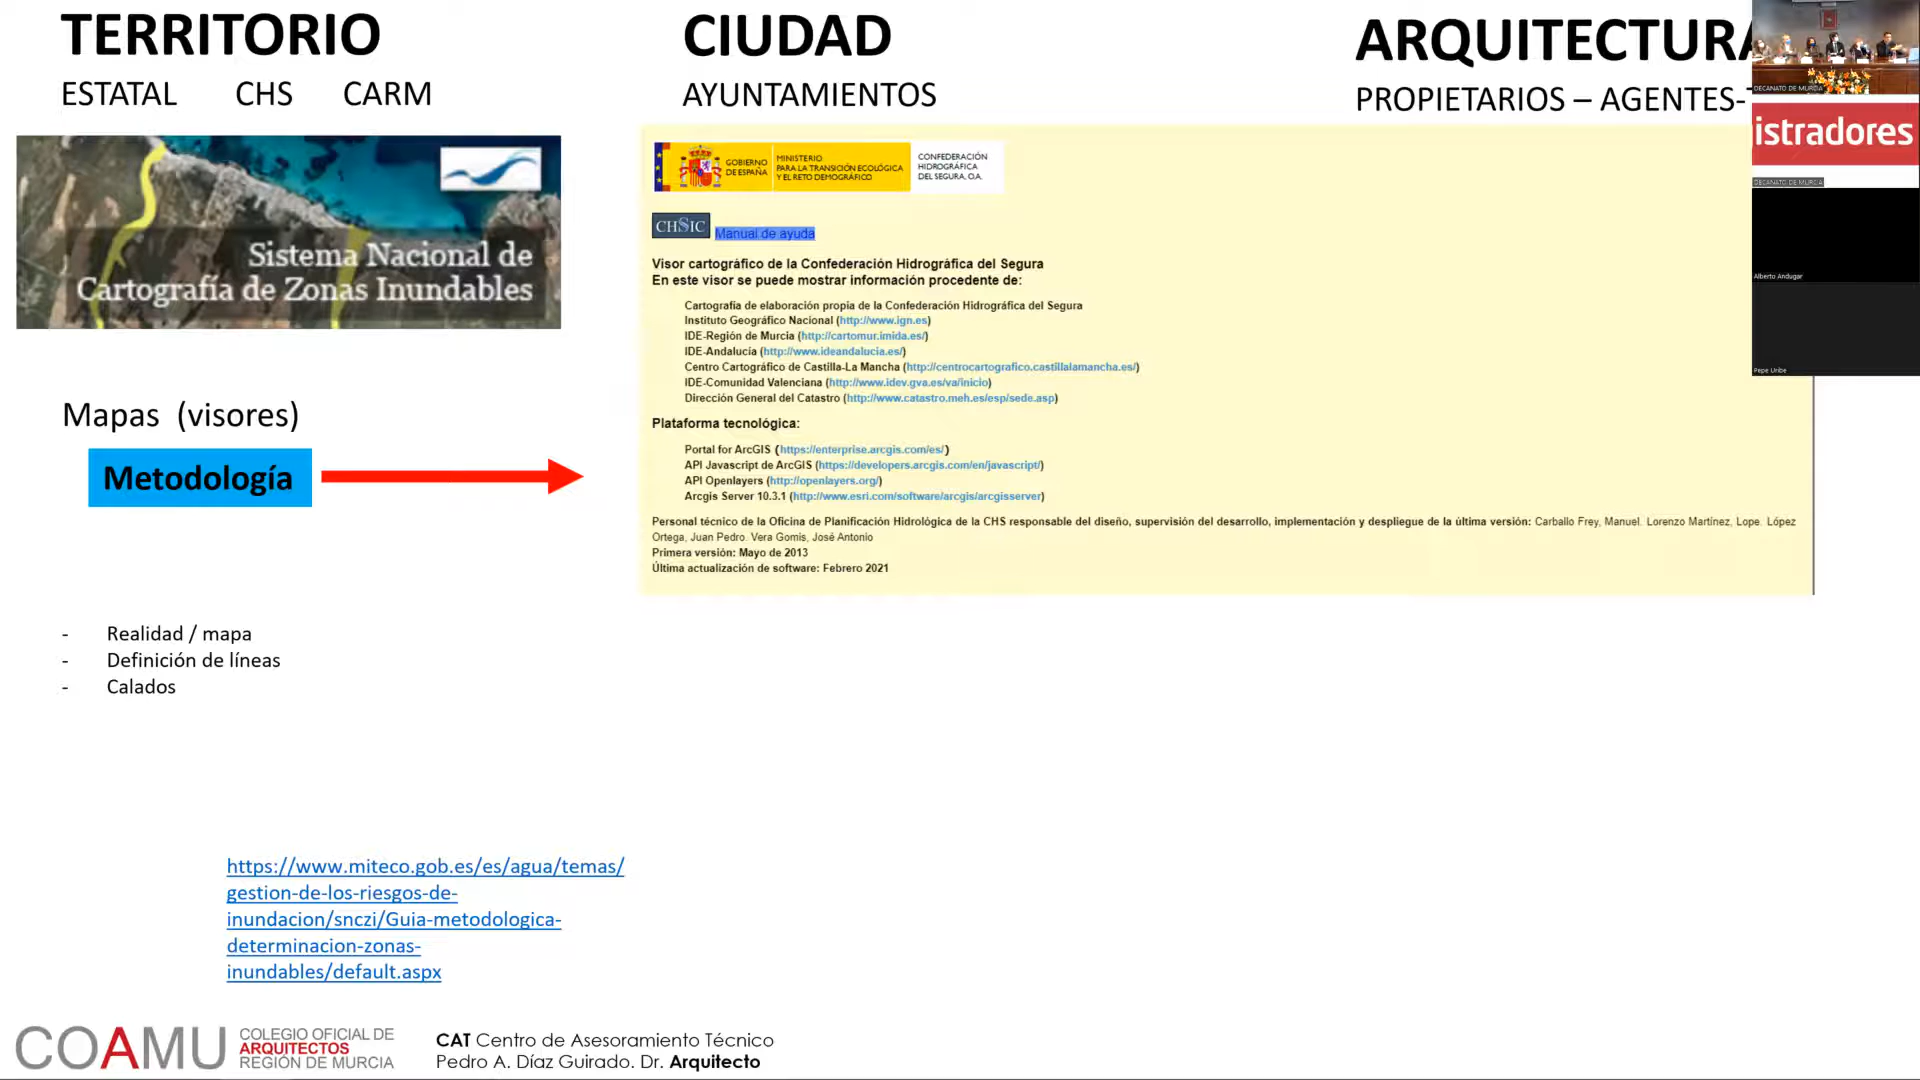 TERRITORIO
ESTATAL CHS CARM
CIUDAD
AYUNTAMIENTOS
ARQUITECTURA
PROPIETARIOS – AGENTES-
DECANATO DE MURCIA
istradores
DECANATO DE MURCIA
Alberto Andugar
Pepe Uribe
Sistema Nacional de
Cartografía de Zonas Inundables
Mapas (visores)
Metodología
- Realidad / mapa
- Definición de líneas
- Calados
https://www.miteco.gob.es/es/agua/temas/
gestion-de-los-riesgos-de-
inundacion/snczi/Guia-metodologica-
determinacion-zonas-
inundables/default.aspx
GOBIERNO
DE ESPAÑA
MINISTERIO
PARA LA TRANSICIÓN ECOLÓGICA
Y EL RETO DEMOGRÁFICO
CONFEDERACIÓN
HIDROGRÁFICA
DEL SEGURA, O.A.
CHSIC Manual de ayuda
Visor cartográfico de la Confederación Hidrográfica del Segura
En este visor se puede mostrar información procedente de:
Cartografía de elaboración propia de la Confederación Hidrográfica del Segura
Instituto Geográfico Nacional (http://www.ign.es)
IDE-Región de Murcia (http://cartomur.imida.es/)
IDE-Andalucía (http://www.ideandalucia.es/)
Centro Cartográfico de Castilla-La Mancha (http://centrocartografico.castillalamancha.es/)
IDE-Comunidad Valenciana (http://www.idev.gva.es/va/inicio)
Dirección General del Catastro (http://www.catastro.meh.es/esp/sede.asp)
Plataforma tecnológica:
Portal for ArcGIS (https://enterprise.arcgis.com/es/)
API Javascript de ArcGIS (https://developers.arcgis.com/en/javascript/)
API Openlayers (http://openlayers.org/)
Arcgis Server 10.3.1 (http://www.esri.com/software/arcgis/arcgisserver)
Personal técnico de la Oficina de Planificación Hidrológica de la CHS responsable del diseño, supervisión del desarrollo, implementación y despliegue de la última versión: Carballo Frey, Manuel. Lorenzo Martínez, Lope. López
Ortega, Juan Pedro. Vera Gomis, José Antonio
Primera versión: Mayo de 2013
Última actualización de software: Febrero 2021
COAMU
COLEGIO OFICIAL DE
ARQUITECTOS
REGIÓN DE MURCIA
CAT Centro de Asesoramiento Técnico
Pedro A. Díaz Guirado. Dr. Arquitecto